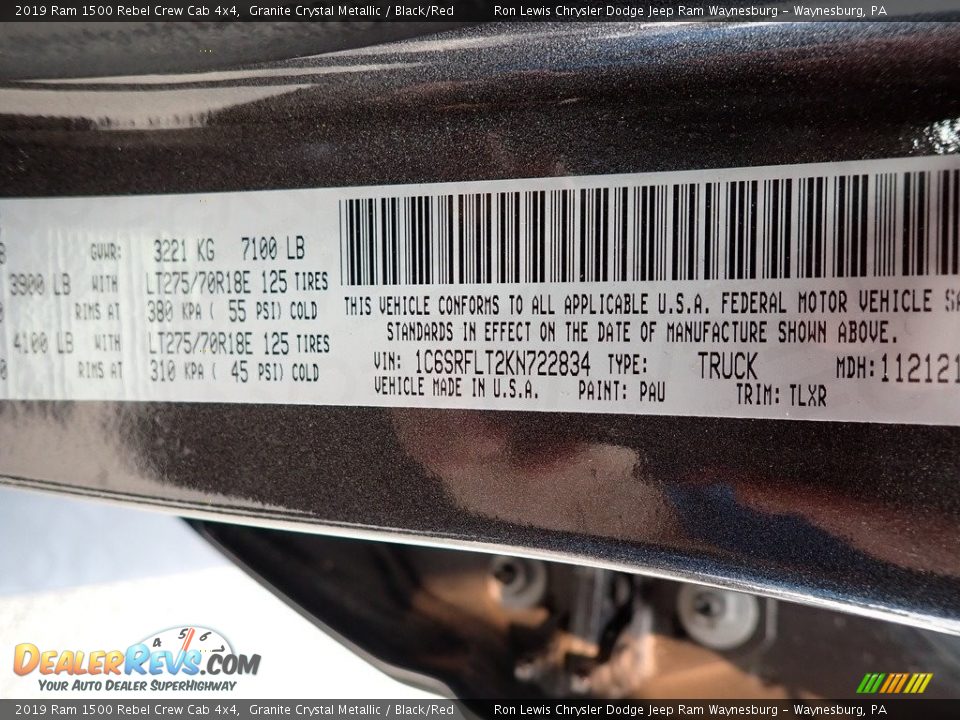 2019 Ram 1500 Rebel Crew Cab 4x4, Granite Crystal Metallic / Black/Red Ron Lewis Chrysler Dodge Jeep Ram Waynesburg - Waynesburg, PA
GVWR: 3221 KG 7100 LB
3900 LB WITH LT275/70R18E 125 TIRES
RIMS AT 380 KPA ( 55 PSI) COLD
4100 LB WITH LT275/70R18E 125 TIRES
RIMS AT 310 KPA ( 45 PSI) COLD
THIS VEHICLE CONFORMS TO ALL APPLICABLE U.S.A. FEDERAL MOTOR VEHICLE SA
STANDARDS IN EFFECT ON THE DATE OF MANUFACTURE SHOWN ABOVE.
VIN: 1C6SRFLT2KN722834 TYPE: TRUCK MDH: 112121
VEHICLE MADE IN U.S.A. PAINT: PAU TRIM: TLXR
4 5 6
DEALERREVS.COM
YOUR AUTO DEALER SUPERHIGHWAY
2019 Ram 1500 Rebel Crew Cab 4x4, Granite Crystal Metallic / Black/Red Ron Lewis Chrysler Dodge Jeep Ram Waynesburg - Waynesburg, PA